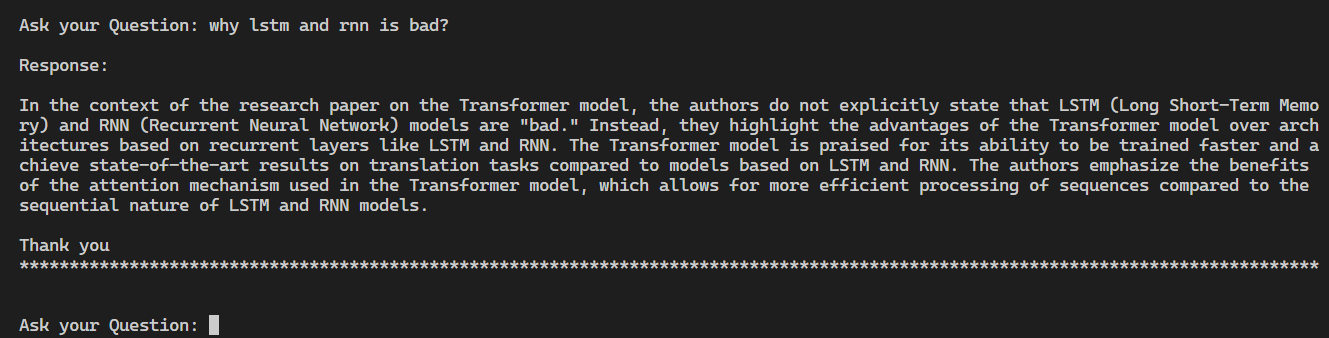 Ask your Question: why lstm and rnn is bad?
Response:
In the context of the research paper on the Transformer model, the authors do not explicitly state that LSTM (Long Short-Term Memo
ry) and RNN (Recurrent Neural Network) models are "bad." Instead, they highlight the advantages of the Transformer model over arch
itectures based on recurrent layers like LSTM and RNN. The Transformer model is praised for its ability to be trained faster and a
chieve state-of-the-art results on translation tasks compared to models based on LSTM and RNN. The authors emphasize the benefits
of the attention mechanism used in the Transformer model, which allows for more efficient processing of sequences compared to the
sequential nature of LSTM and RNN models.
Thank you
**********************************************************************************************************************************
Ask your Question: